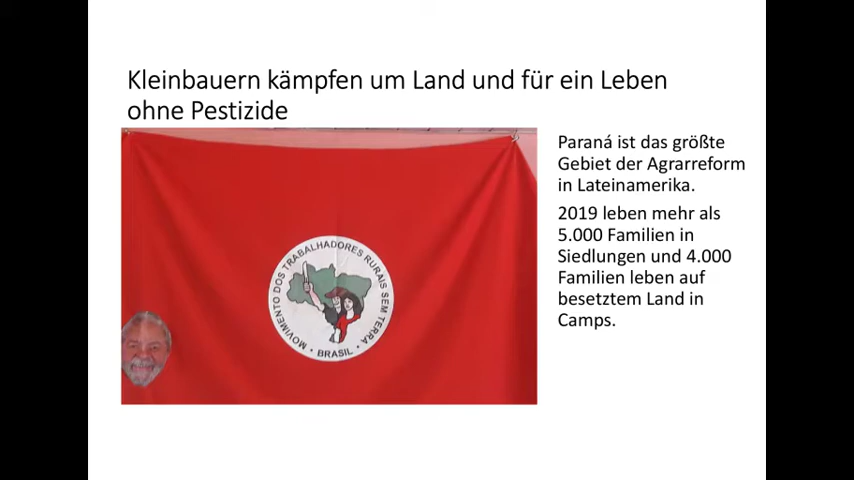 Kleinbauern kämpfen um Land und für ein Leben
ohne Pestizide
Paraná ist das größte
Gebiet der Agrarreform
in Lateinamerika.
2019 leben mehr als
5.000 Familien in
Siedlungen und 4.000
Familien leben auf
besetztem Land in
Camps.
MOVIMENTO DOS TRABALHADORES RURAIS SEM TERRA
• BRASIL •